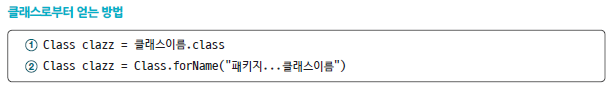 클래스로부터 얻는 방법
① Class clazz = 클래스이름.class
② Class clazz = Class.forName("패키지...클래스이름")